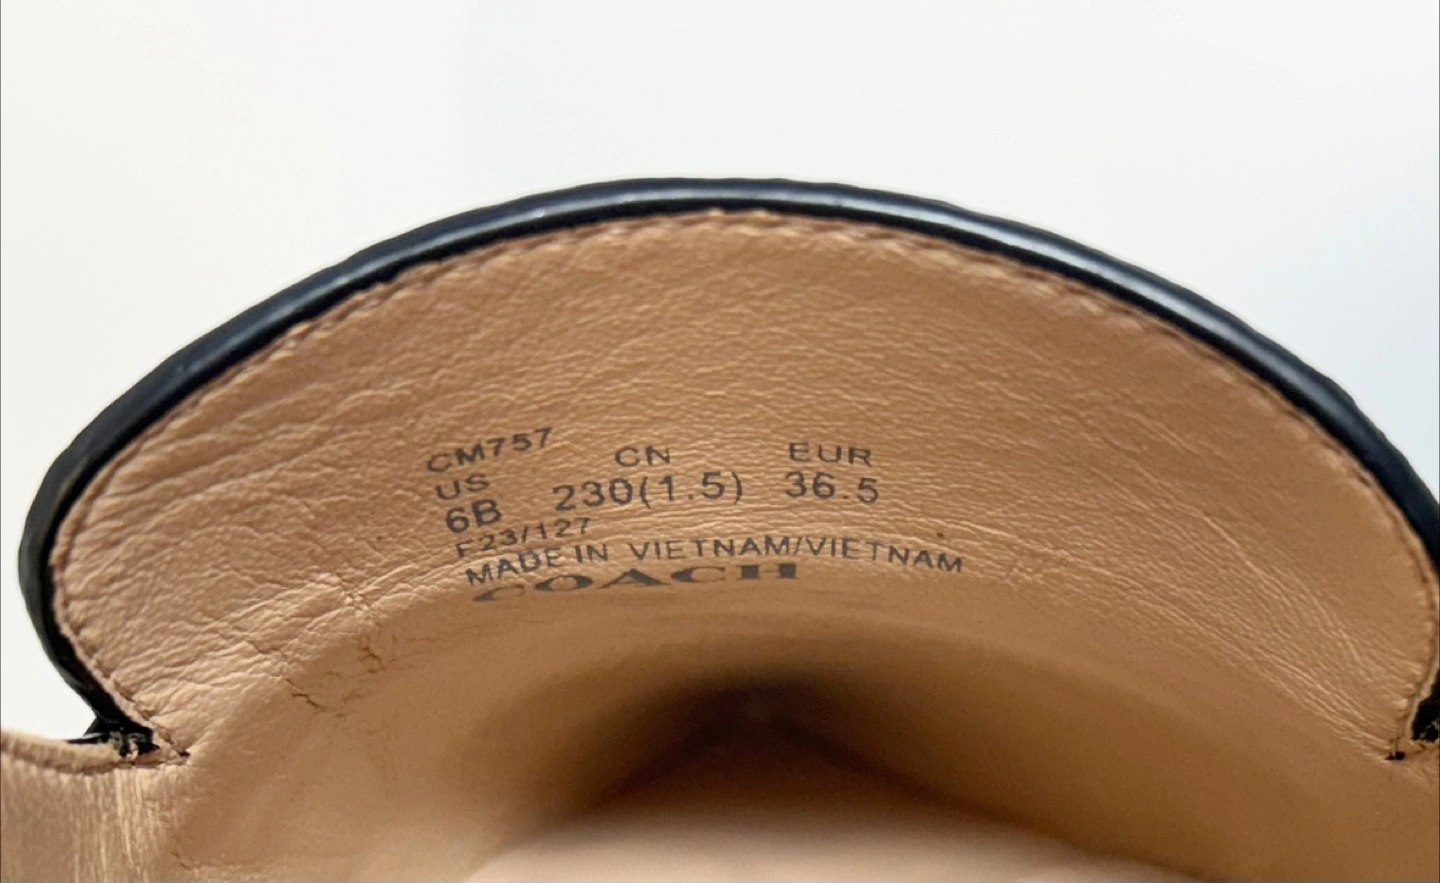 CM757
US CN EUR
6B 230(1.5) 36.5
F23/127
MADE IN VIETNAM/VIETNAM
COACH